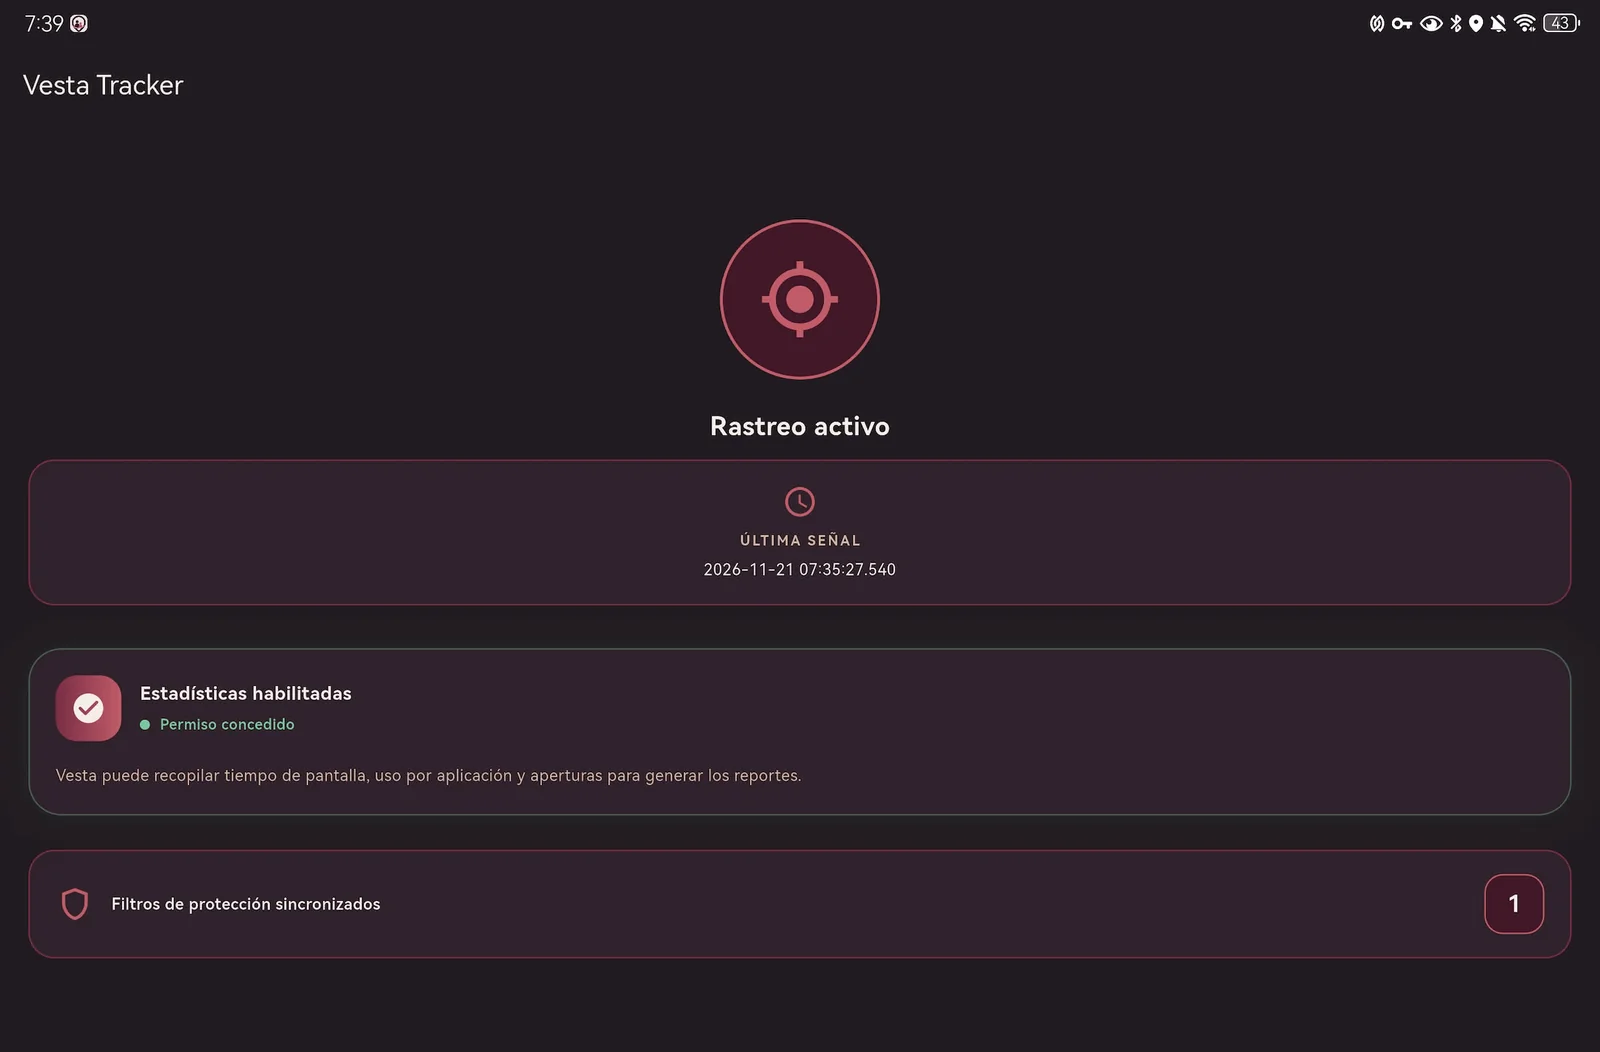 7:39
43
Vesta Tracker
Rastreo activo
ÚLTIMA SEÑAL
2026-11-21 07:35:27.540
Estadísticas habilitadas
Permiso concedido
Vesta puede recopilar tiempo de pantalla, uso por aplicación y aperturas para generar los reportes.
Filtros de protección sincronizados
1